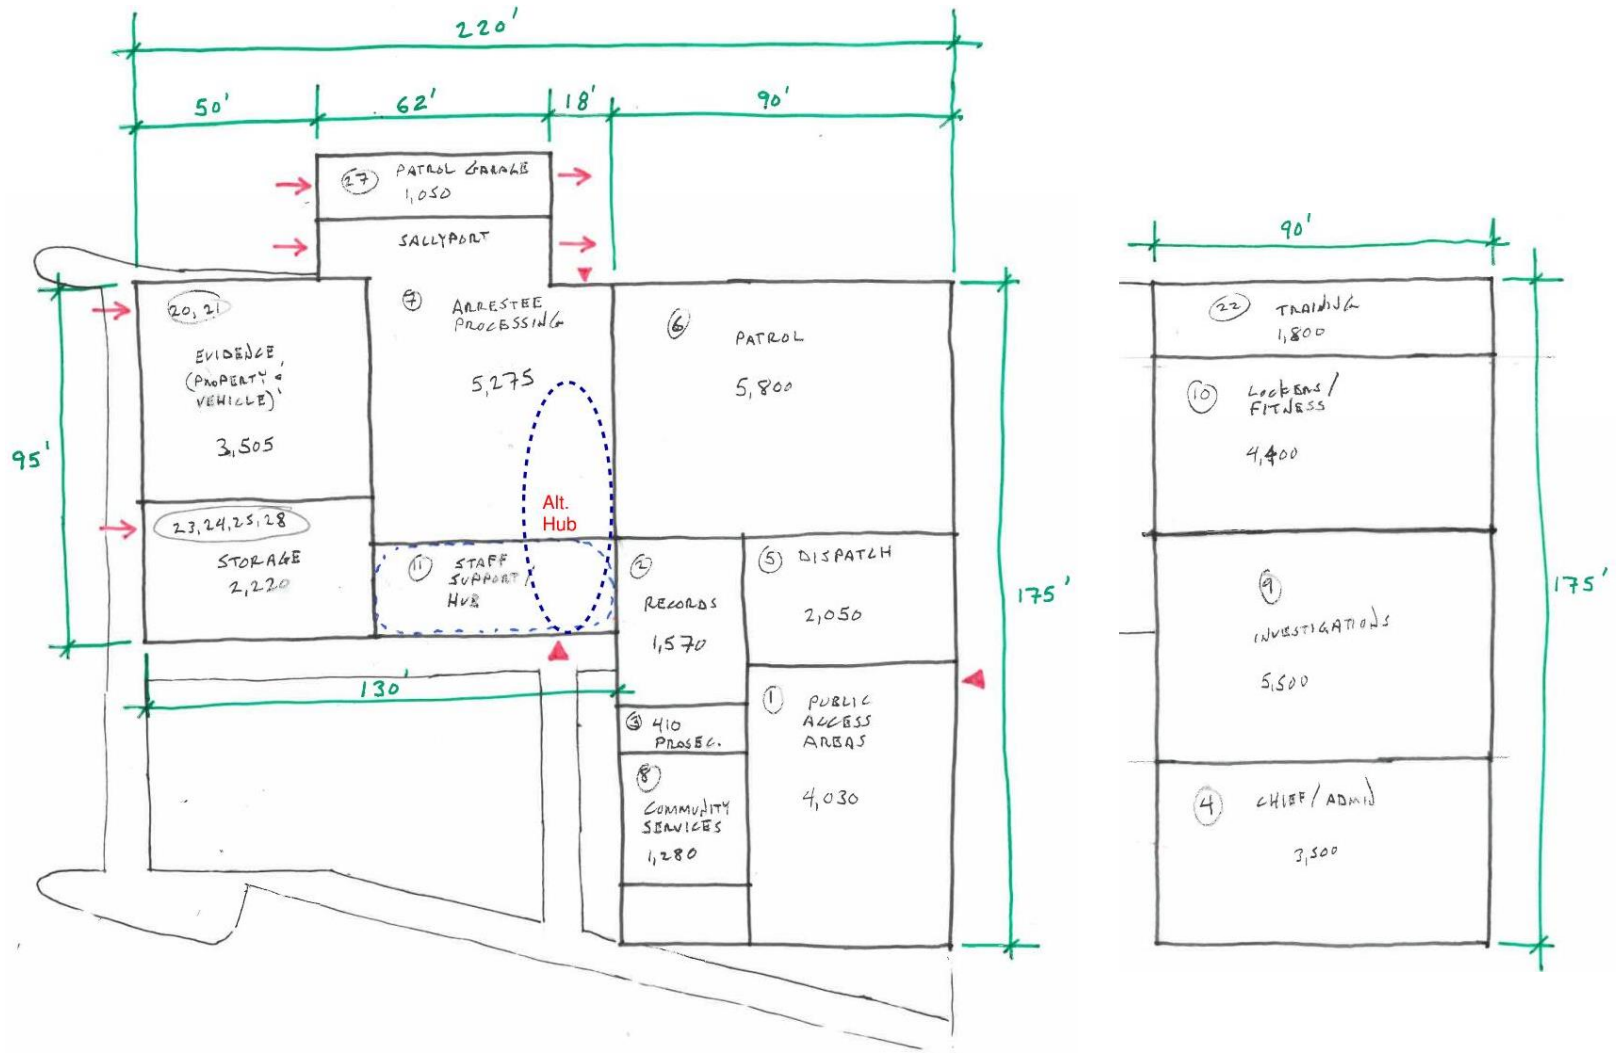 220'
50'
62'
18'
90'
27 PATROL GARAGE
1,050
SALLYPORT
7 ARRESTEE
PROCESSING
5,275
20, 21
EVIDENCE
(PROPERTY &
VEHICLE)
3,505
6
PATROL
5,800
95'
Alt.
Hub
23,24,25,28
STORAGE
2,220
11 STAFF
SUPPORT/
HUB
2
RECORDS
1,570
5 DISPATCH
2,050
175'
130'
3 410
PROSEC.
1 PUBLIC
ACCESS
AREAS
4,030
8
COMMUNITY
SERVICES
1,280
90'
22 TRAINING
1,800
10 LOCKERS/
FITNESS
4,400
9
INVESTIGATIONS
5,500
175'
4 CHIEF/ADMIN
3,500